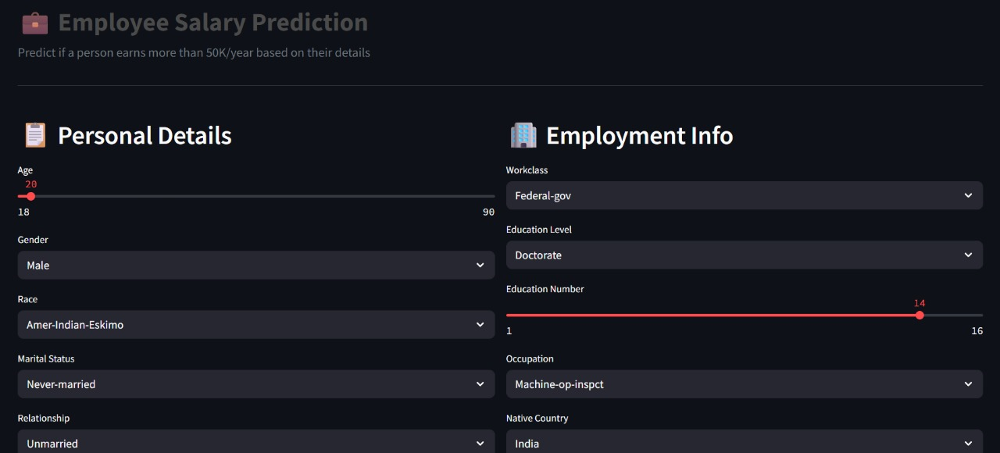 Employee Salary Prediction
Predict if a person earns more than 50K/year based on their details
Personal Details
Age
20
18 90
Gender
Male
Race
Amer-Indian-Eskimo
Marital Status
Never-married
Relationship
Unmarried
Employment Info
Workclass
Federal-gov
Education Level
Doctorate
Education Number
14
1 16
Occupation
Machine-op-inspct
Native Country
India